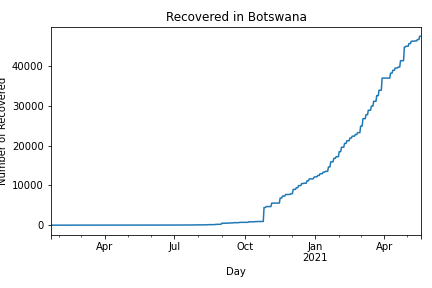 Recovered in Botswana
Number of Recovered
40000
30000
20000
10000
0
Apr
Jul
Oct
Jan
2021
Apr
Day